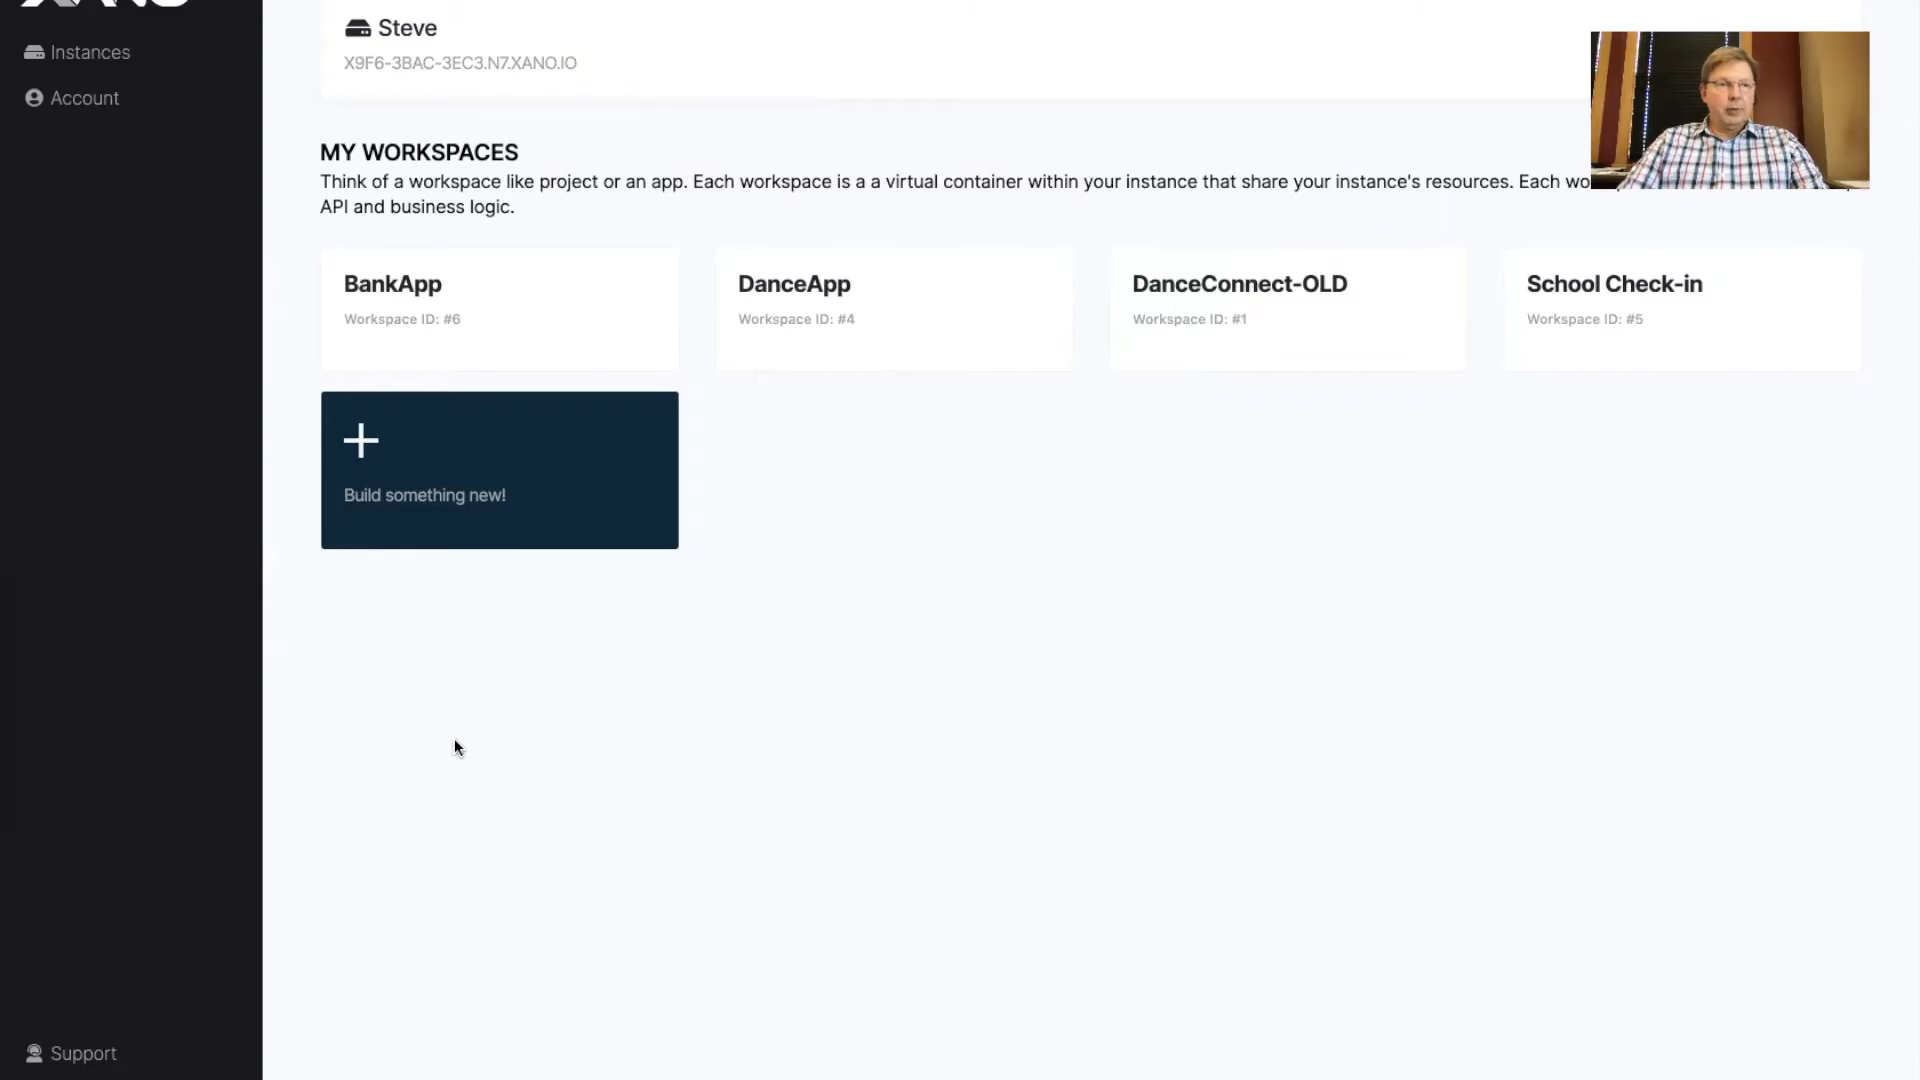 XANO
Instances
Account
Steve
X9F6-3BAC-3EC3.N7.XANO.IO
MY WORKSPACES
Think of a workspace like project or an app. Each workspace is a a virtual container within your instance that share your instance's resources. Each wo
API and business logic.
BankApp
Workspace ID: #6
DanceApp
Workspace ID: #4
DanceConnect-OLD
Workspace ID: #1
School Check-in
Workspace ID: #5
Build something new!
Support